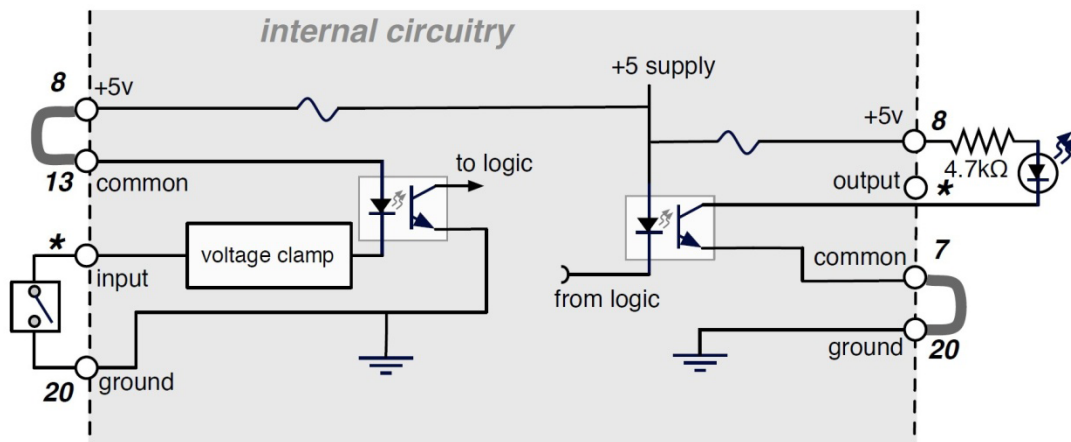 internal circuitry
+5 supply
8
+5v
+5v
8
4.7kΩ
13
common
to logic
output
*
*
input
voltage clamp
common
7
from logic
20
ground
ground
20